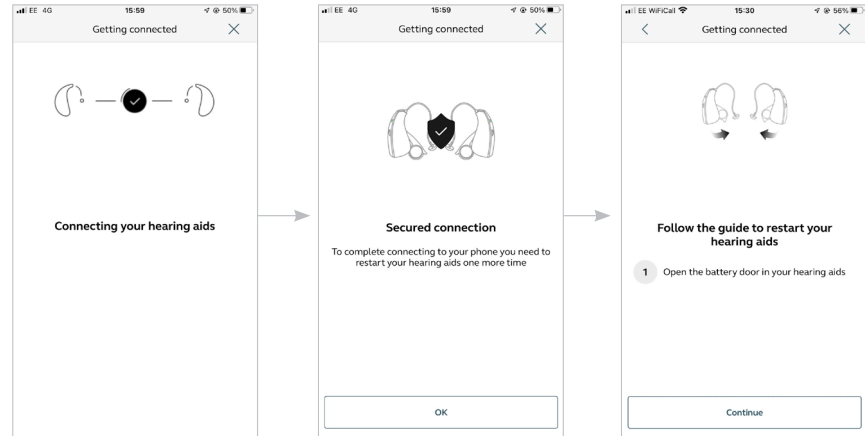 EE 4G 15:59 50%
Getting connected
Connecting your hearing aids
EE 4G 15:59 50%
Getting connected
Secured connection
To complete connecting to your phone you need to
restart your hearing aids one more time
OK
EE WiFiCall 15:30 56%
Getting connected
Follow the guide to restart your
hearing aids
1 Open the battery door in your hearing aids
Continue